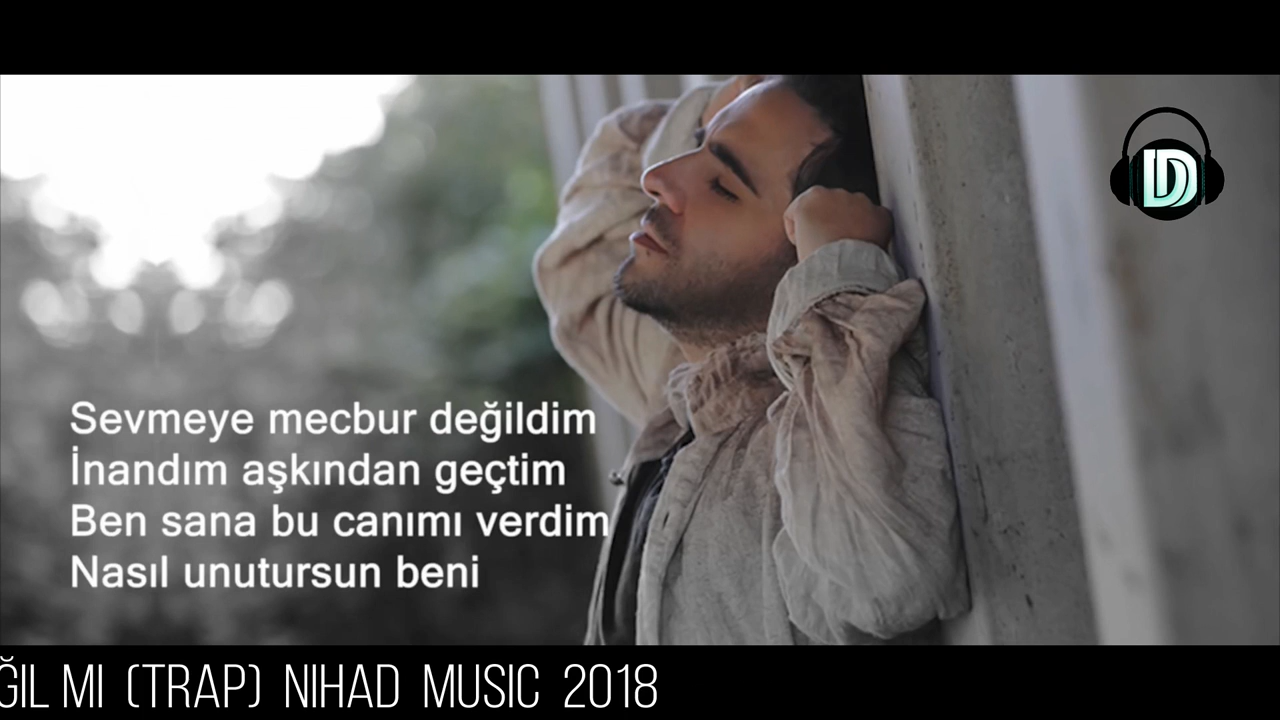 Sevmeye mecbur değildim
İnandım aşkından geçtim
Ben sana bu canımı verdim
Nasıl unutursun beni
ĞIL MI (TRAP) NIHAD MUSIC 2018